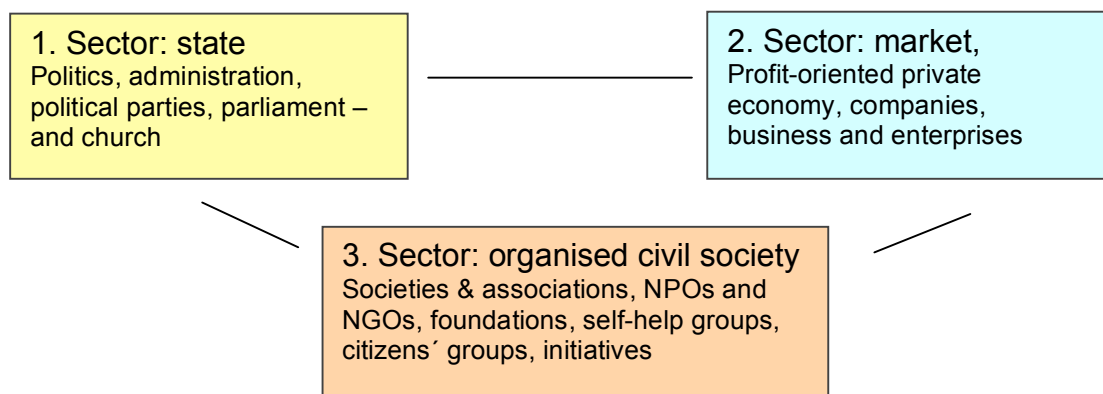 1. Sector: state
Politics, administration,
political parties, parliament –
and church
2. Sector: market,
Profit-oriented private
economy, companies,
business and enterprises
3. Sector: organised civil society
Societies & associations, NPOs and
NGOs, foundations, self-help groups,
citizens´ groups, initiatives